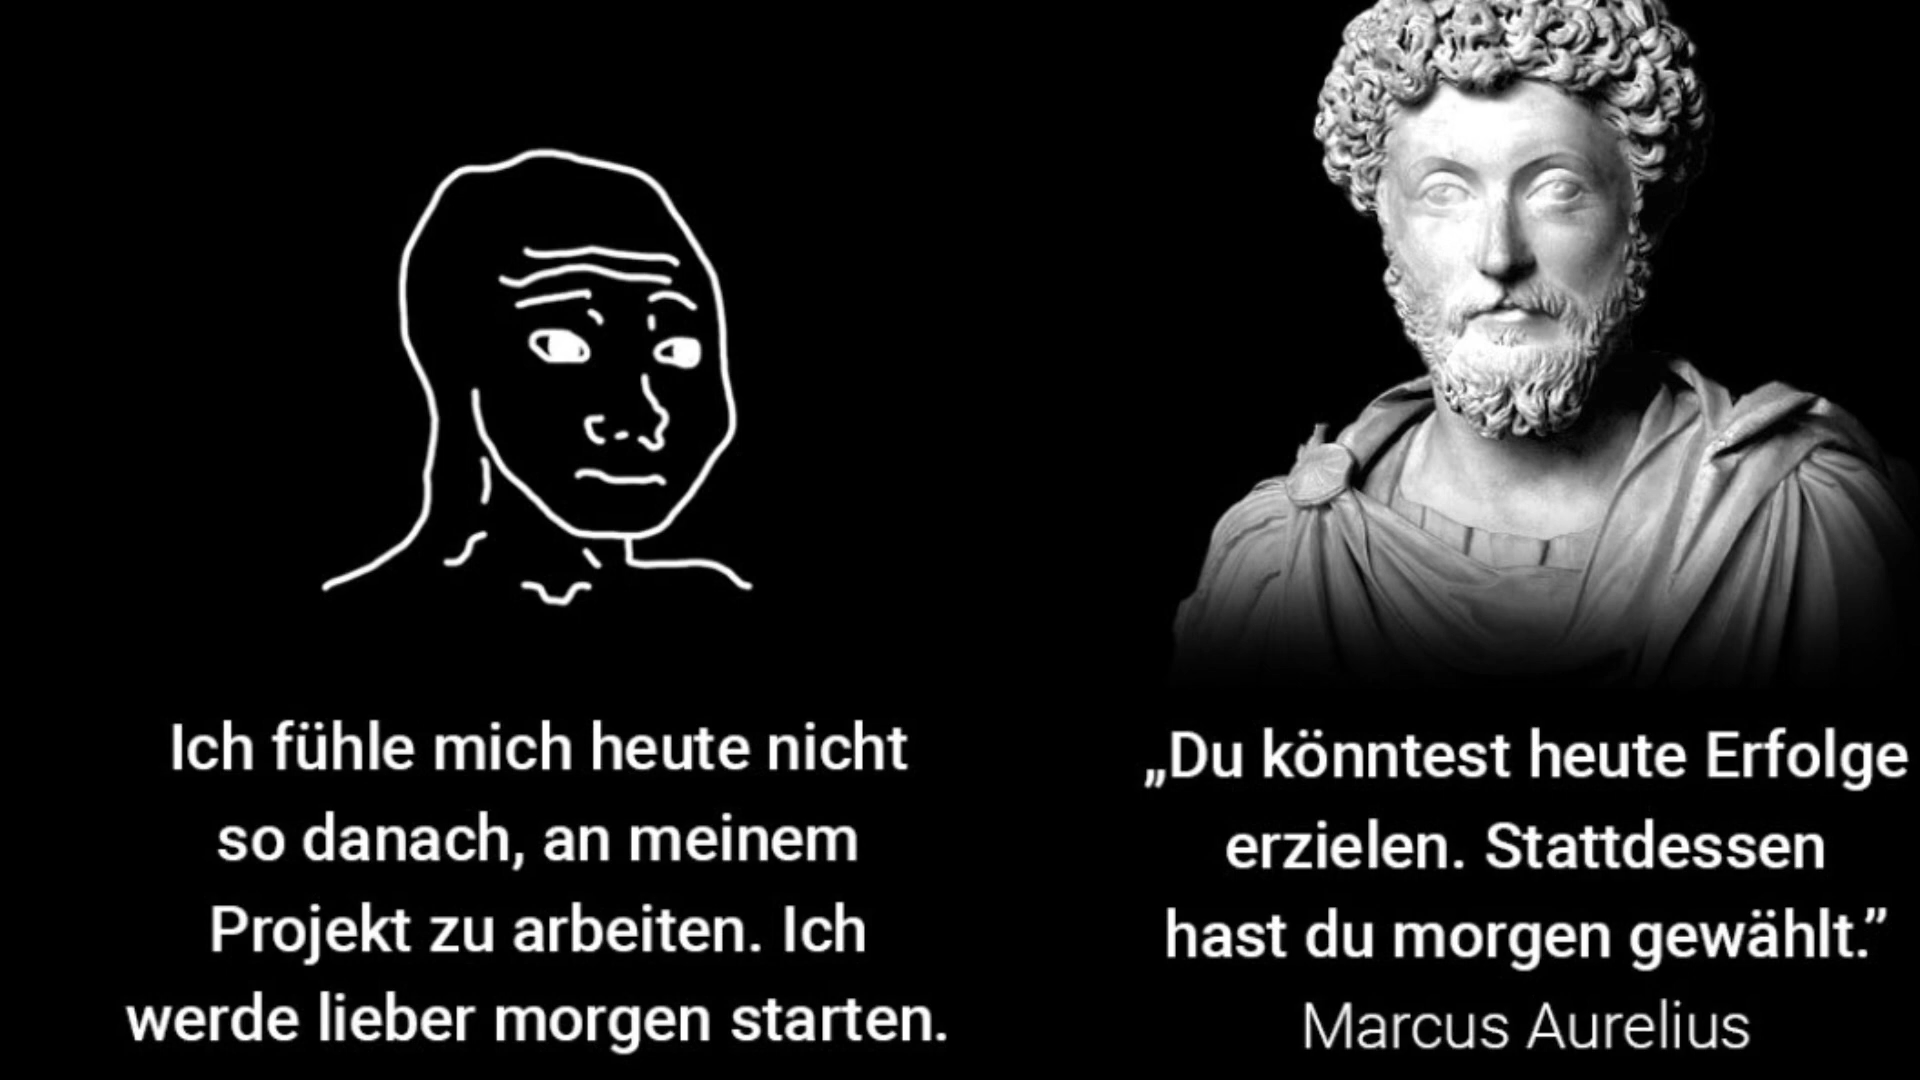 Ich fühle mich heute nicht
so danach, an meinem
Projekt zu arbeiten. Ich
werde lieber morgen starten.
„Du könntest heute Erfolge
erzielen. Stattdessen
hast du morgen gewählt.”
Marcus Aurelius